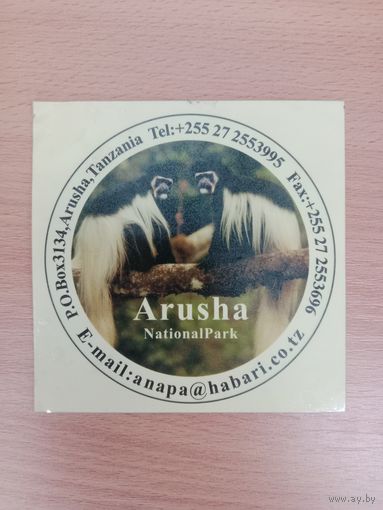 P.O.Box3134,Arusha,Tanzania Tel:+255 27 2553995 Fax:+255 27 2553696
E-mail:anapa@habari.co.tz
Arusha
NationalPark
www.ay.by